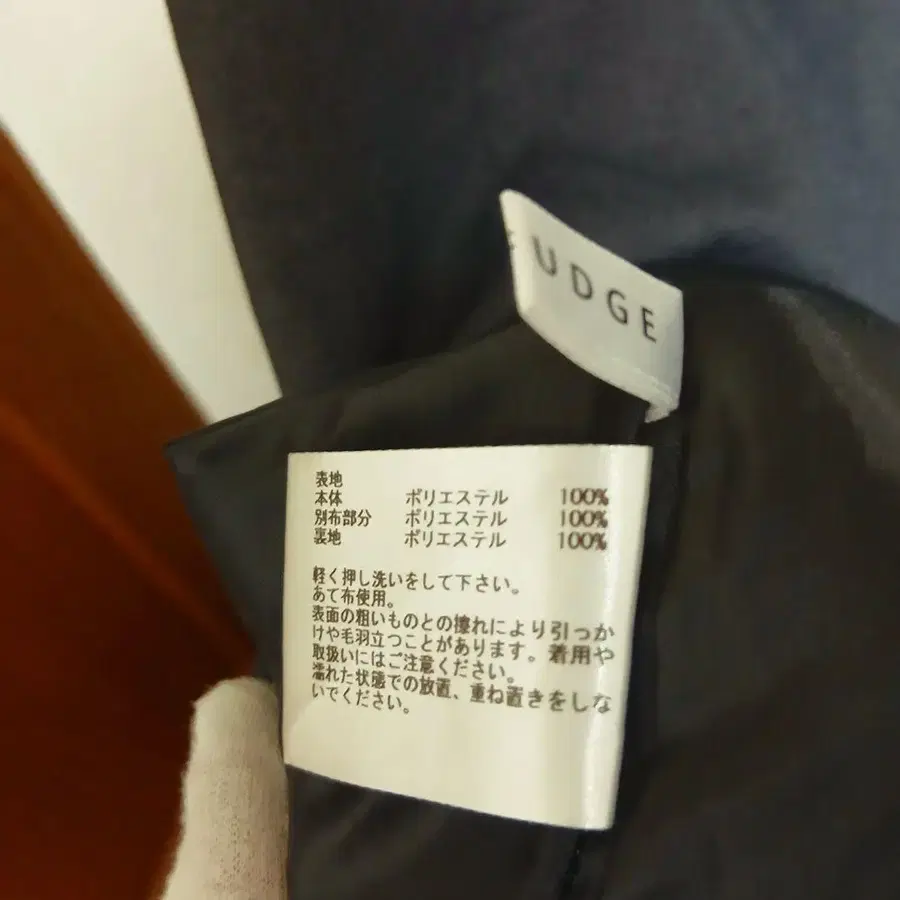 UDGE
表地
本体 ポリエステル 100%
別布部分 ポリエステル 100%
裏地 ポリエステル 100%
軽く押し洗いをして下さい。
あて布使用。
表面の粗いものとの擦れにより引っか
けや毛羽立つことがあります。着用や
取扱いにはご注意ください。
濡れた状態での放置、重ね置きをしな
いでください。